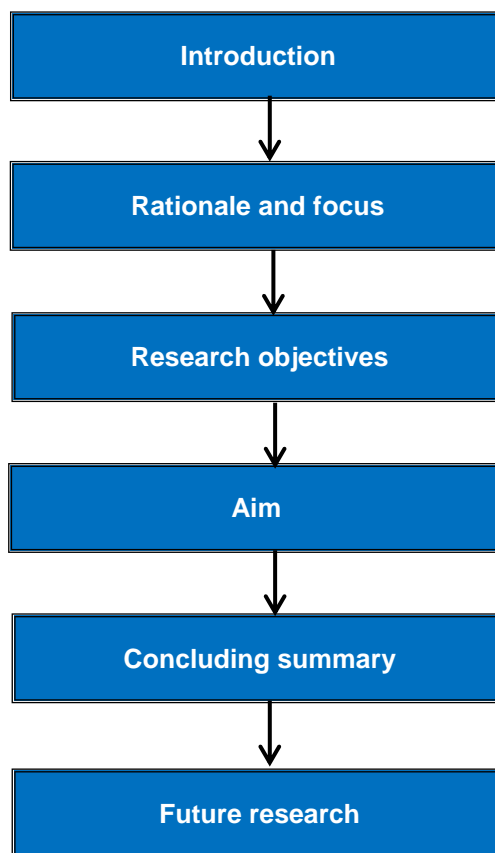 Introduction
Rationale and focus
Research objectives
Aim
Concluding summary
Future research